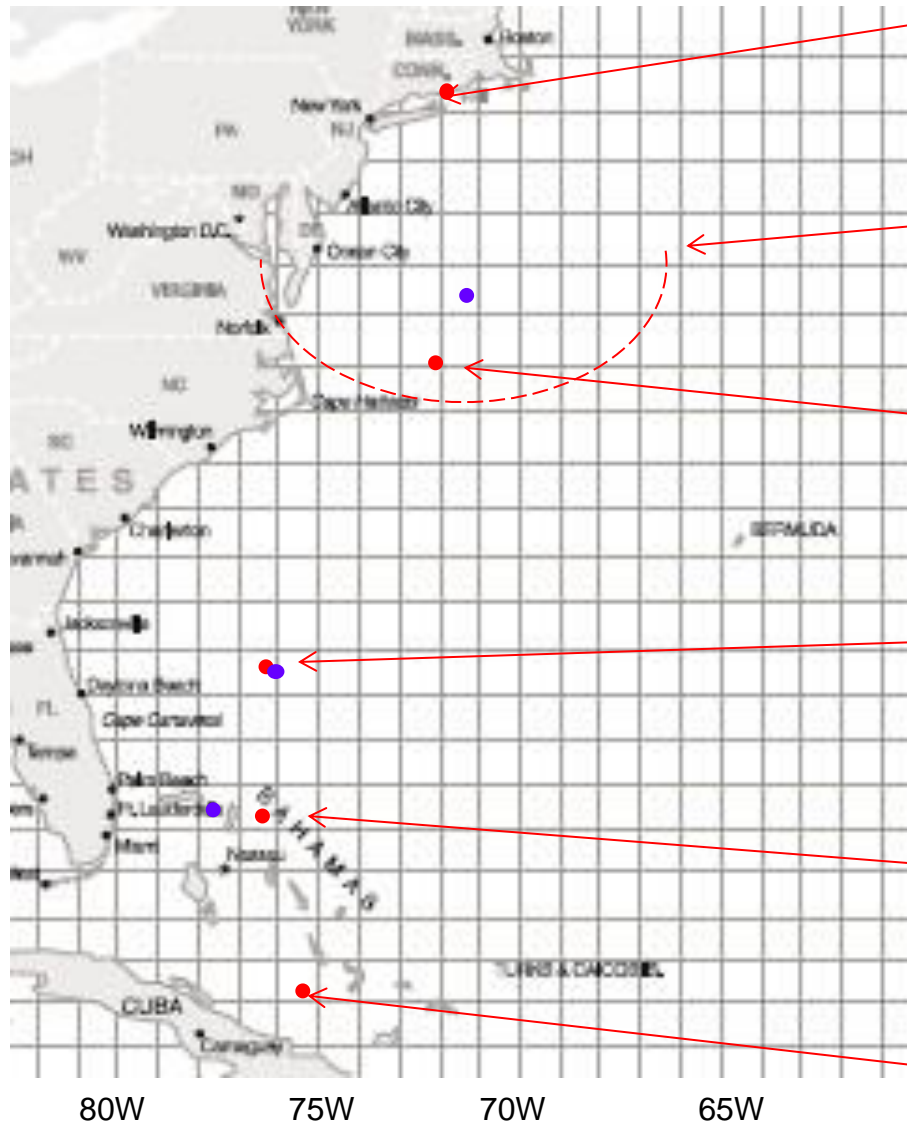 YORK
MASS.
Boston
CONN.
New York
PA
NJ
MD
Atlantic City
Washington D.C.
DE
Ocean City
WV
VIRGINIA
Norfolk
NC
Cape Hatteras
Wilmington
SC
ATES
Charleston
BERMUDA
Jacksonville
Daytona Beach
FL
Cape Canaveral
Tampa
Palm Beach
Ft. Lauderdale
BAHAMAS
Miami
Nassau
TURKS & CAICOS
CUBA
Camaguey
80W 75W 70W 65W